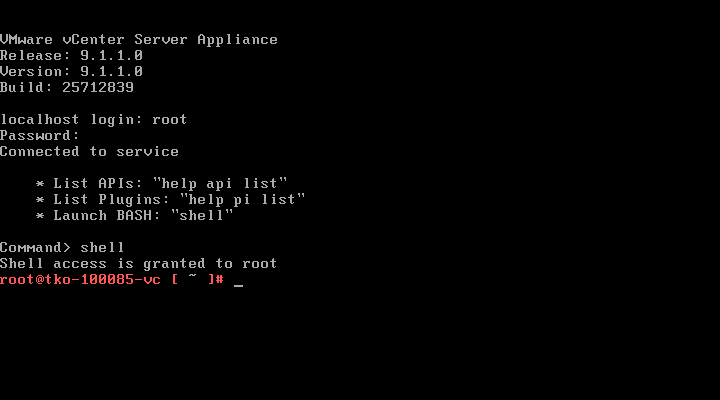 VMware vCenter Server Appliance
Release: 9.1.1.0
Version: 9.1.1.0
Build: 25712839
localhost login: root
Password:
Connected to service
* List APIs: "help api list"
* List Plugins: "help pi list"
* Launch BASH: "shell"
Command> shell
Shell access is granted to root
root@tko-100085-vc [ ~ ]# _